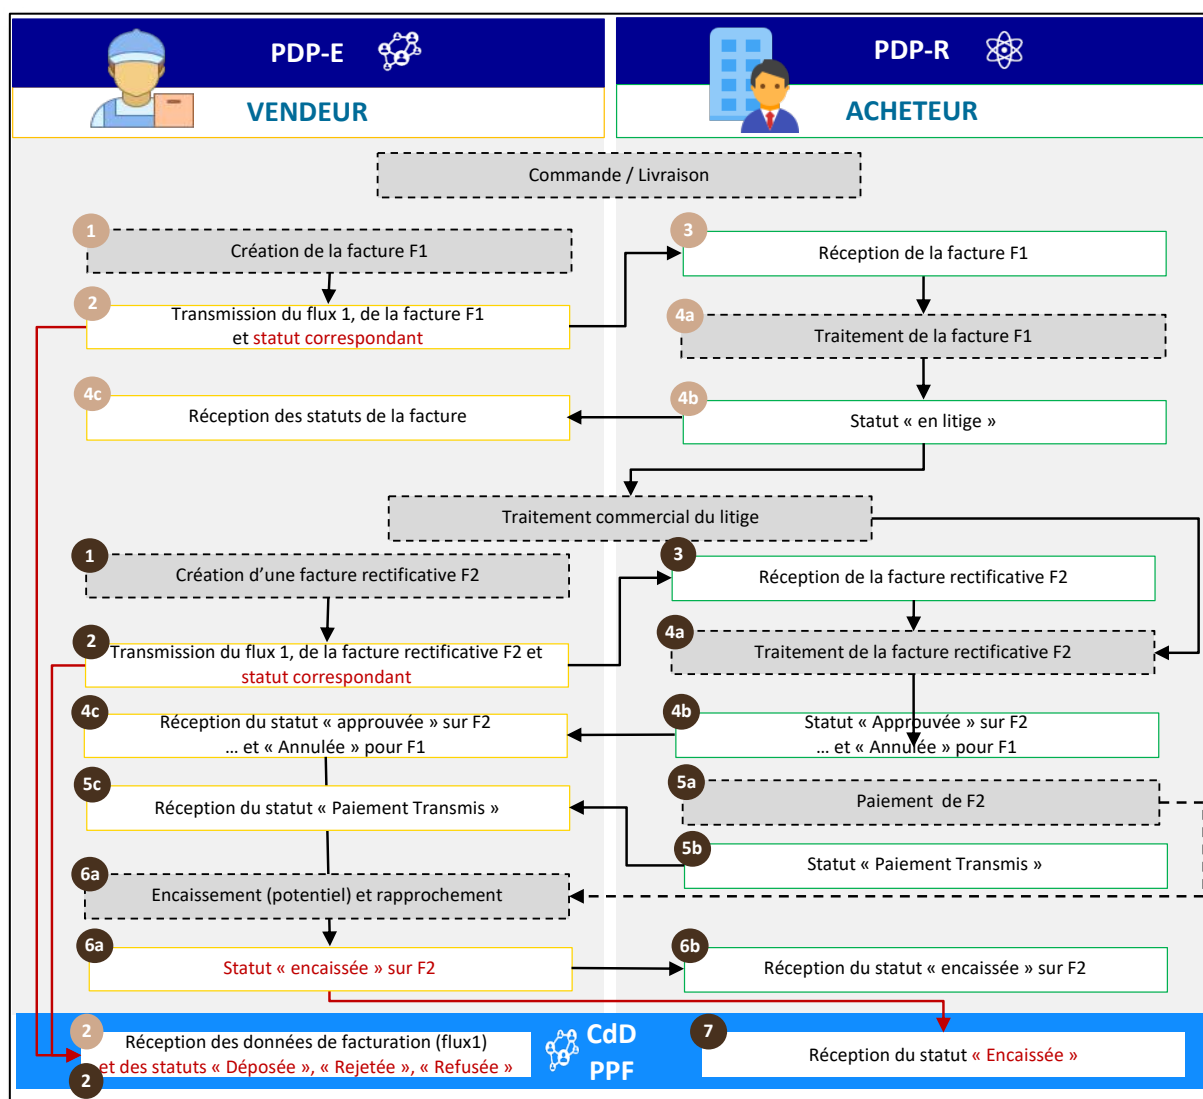 PDP-E
PDP-R
VENDEUR
ACHETEUR
Commande / Livraison
1
Création de la facture F1
3
Réception de la facture F1
2
Transmission du flux 1, de la facture F1
et statut correspondant
4a
Traitement de la facture F1
4c
Réception des statuts de la facture
4b
Statut « en litige »
Traitement commercial du litige
1
Création d’une facture rectificative F2
3
Réception de la facture rectificative F2
2
Transmission du flux 1, de la facture rectificative F2 et
statut correspondant
4a
Traitement de la facture rectificative F2
4c
Réception du statut « approuvée » sur F2
... et « Annulée » pour F1
4b
Statut « Approuvée » sur F2
... et « Annulée » pour F1
5c
Réception du statut « Paiement Transmis »
5a
Paiement de F2
5b
Statut « Paiement Transmis »
6a
Encaissement (potentiel) et rapprochement
6a
Statut « encaissée » sur F2
6b
Réception du statut « encaissée » sur F2
2
2
Réception des données de facturation (flux1)
et des statuts « Déposée », « Rejetée », « Refusée »
CdD
PPF
7
Réception du statut « Encaissée »